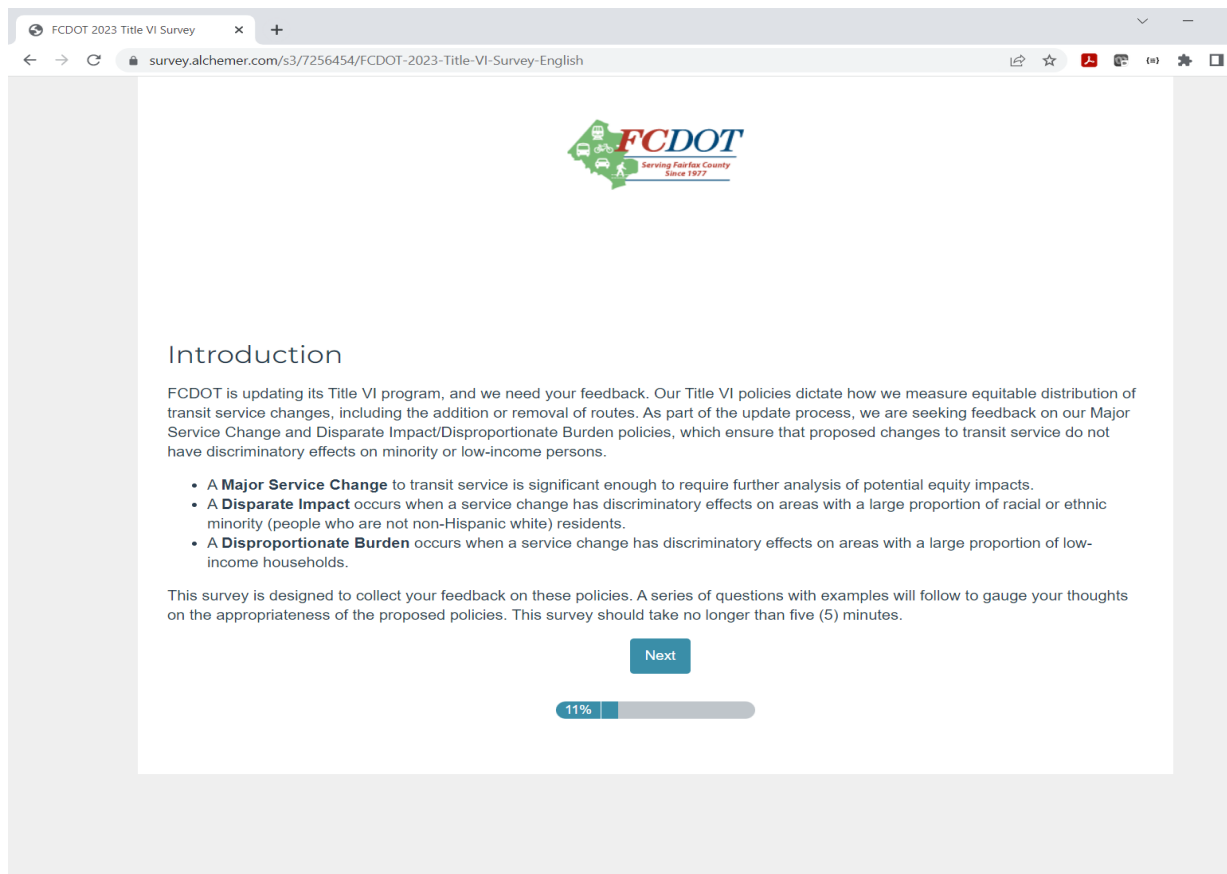 FCDOT 2023 Title VI Survey
survey.alchemer.com/s3/7256454/FCDOT-2023-Title-VI-Survey-English
FCDOT
Serving Fairfax County
Since 1977
Introduction
FCDOT is updating its Title VI program, and we need your feedback. Our Title VI policies dictate how we measure equitable distribution of
transit service changes, including the addition or removal of routes. As part of the update process, we are seeking feedback on our Major
Service Change and Disparate Impact/Disproportionate Burden policies, which ensure that proposed changes to transit service do not
have discriminatory effects on minority or low-income persons.
• A Major Service Change to transit service is significant enough to require further analysis of potential equity impacts.
• A Disparate Impact occurs when a service change has discriminatory effects on areas with a large proportion of racial or ethnic
minority (people who are not non-Hispanic white) residents.
• A Disproportionate Burden occurs when a service change has discriminatory effects on areas with a large proportion of low-
income households.
This survey is designed to collect your feedback on these policies. A series of questions with examples will follow to gauge your thoughts
on the appropriateness of the proposed policies. This survey should take no longer than five (5) minutes.
Next
11%